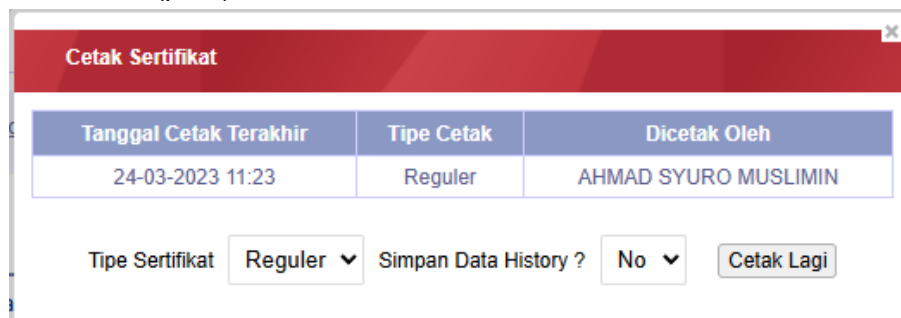 Cetak Sertifikat
Tanggal Cetak Terakhir Tipe Cetak Dicetak Oleh
24-03-2023 11:23 Reguler AHMAD SYURO MUSLIMIN
Tipe Sertifikat Reguler Simpan Data History ? No Cetak Lagi